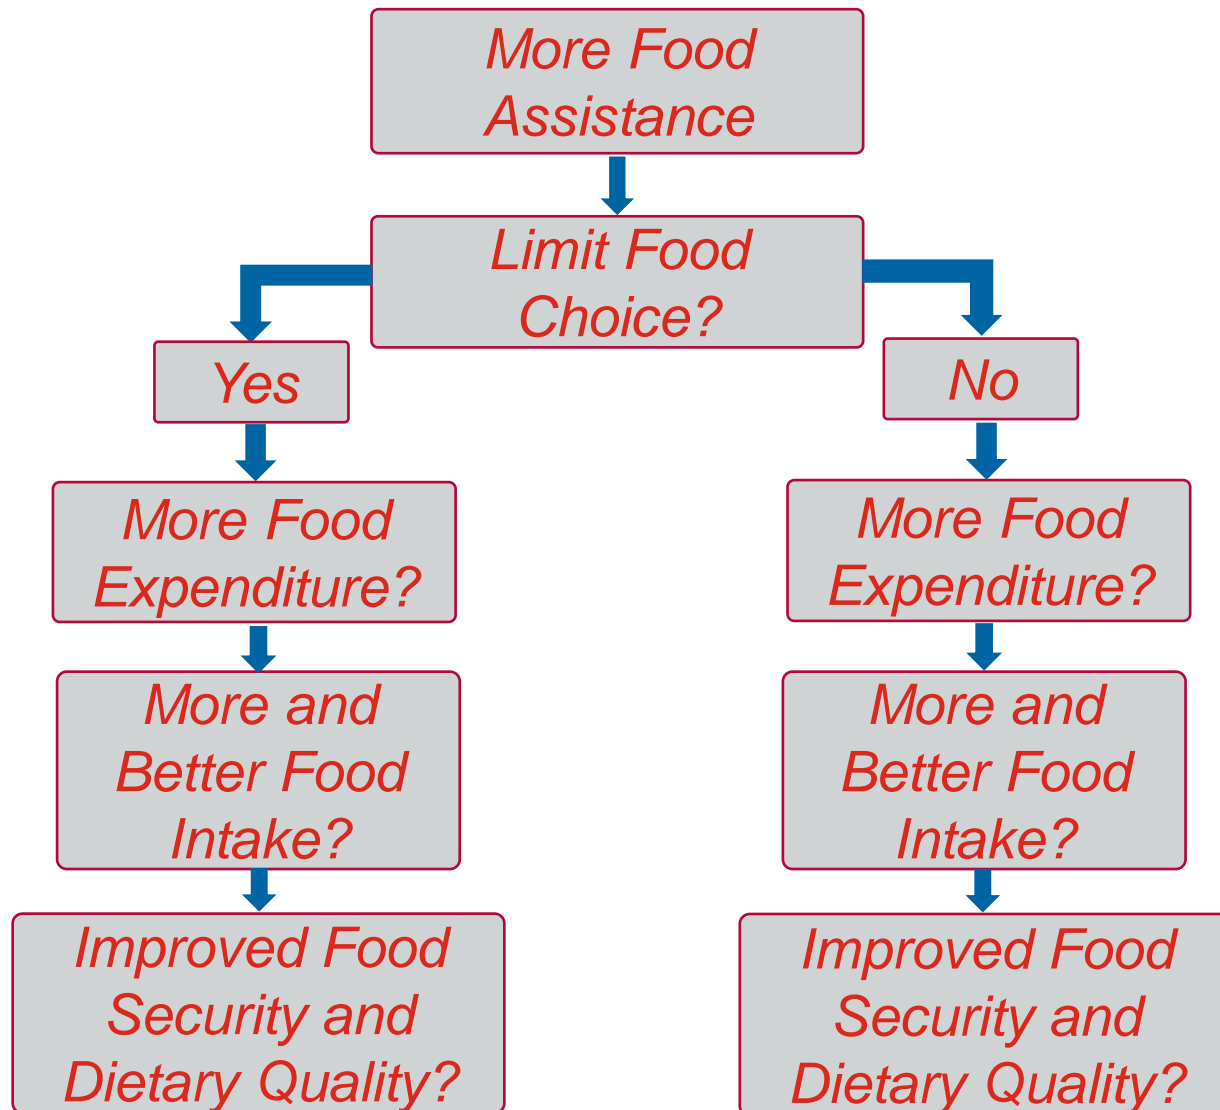 More Food
Assistance
Limit Food
Choice?
Yes
No
More Food
Expenditure?
More Food
Expenditure?
More and
Better Food
Intake?
More and
Better Food
Intake?
Improved Food
Security and
Dietary Quality?
Improved Food
Security and
Dietary Quality?